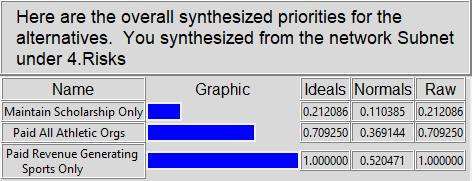 Here are the overall synthesized priorities for the
alternatives. You synthesized from the network Subnet
under 4.Risks
Name Graphic Ideals Normals Raw
Maintain Scholarship Only 0.212086 0.110385 0.212086
Paid All Athletic Orgs 0.709250 0.369144 0.709250
Paid Revenue Generating
Sports Only 1.000000 0.520471 1.000000